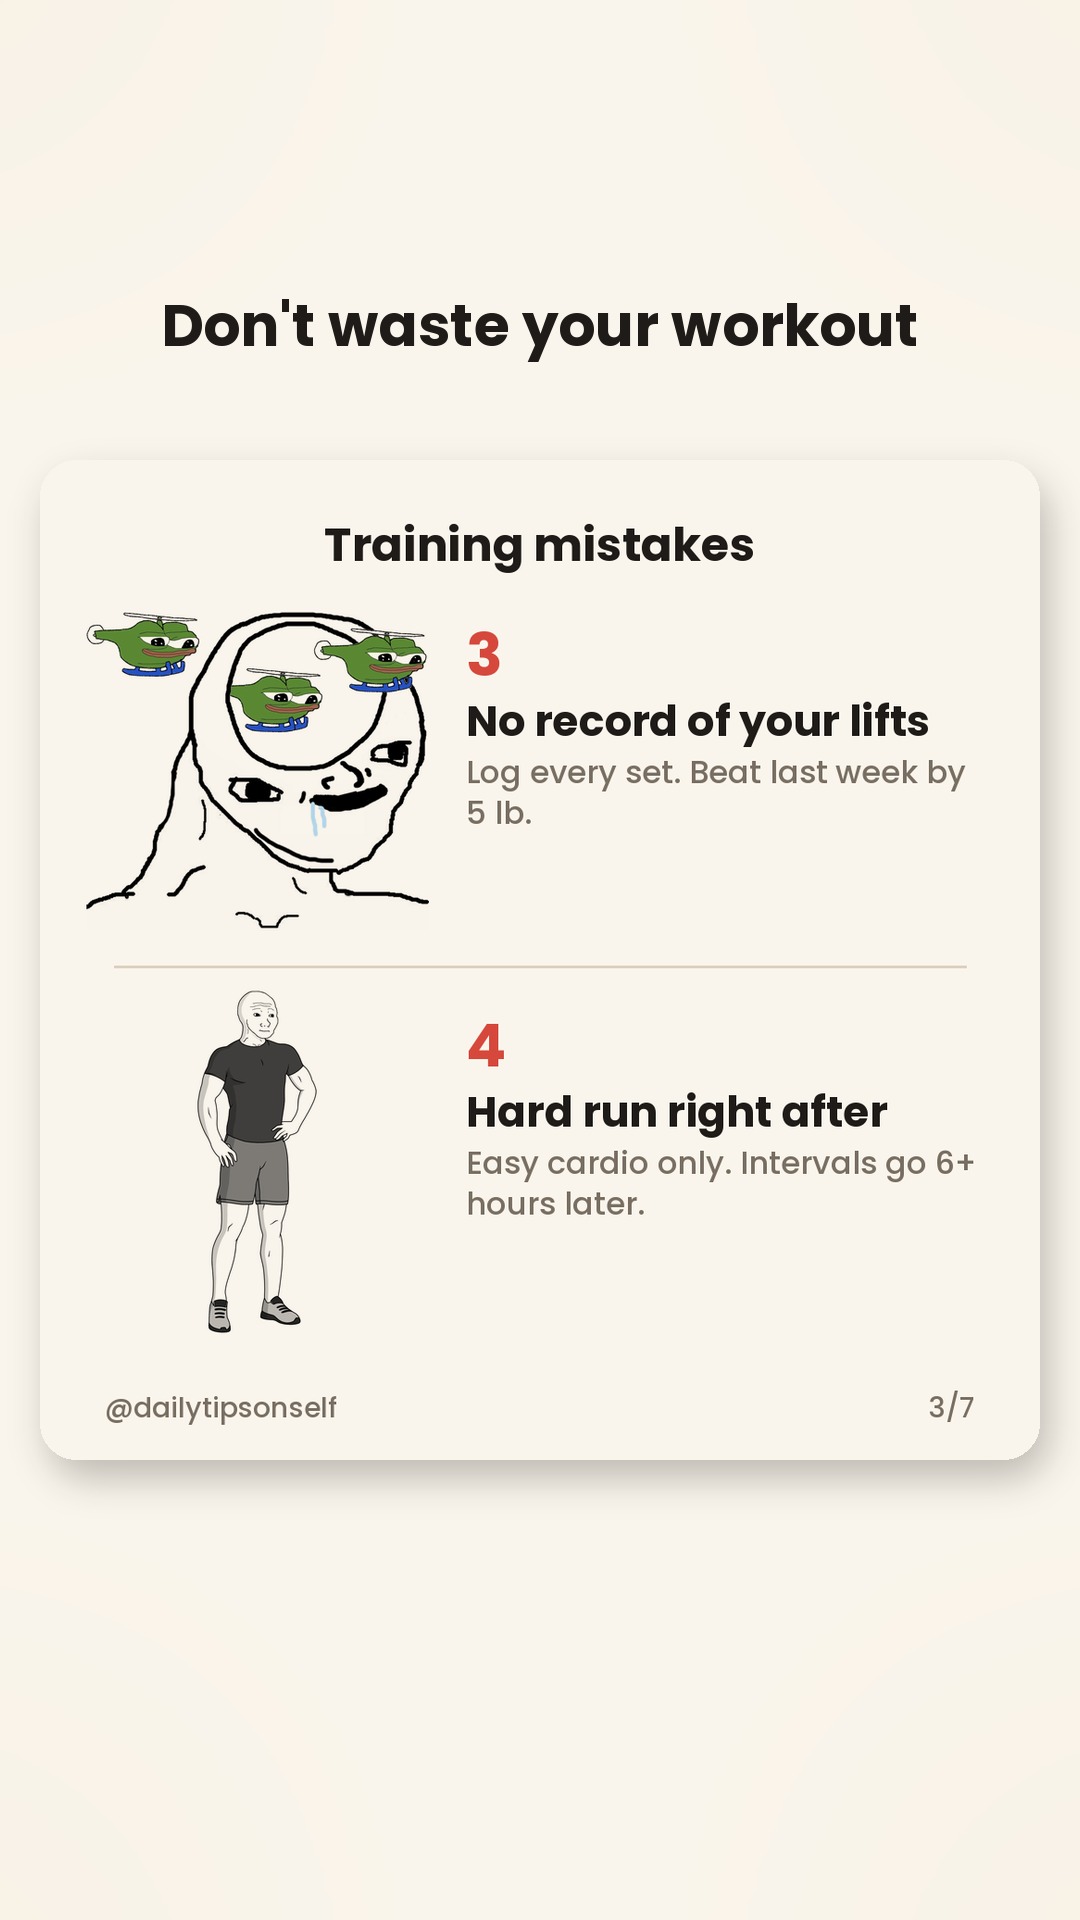 Don't waste your workout
Training mistakes
3
No record of your lifts
Log every set. Beat last week by
5 lb.
4
Hard run right after
Easy cardio only. Intervals go 6+
hours later.
@dailytipsonself
3/7